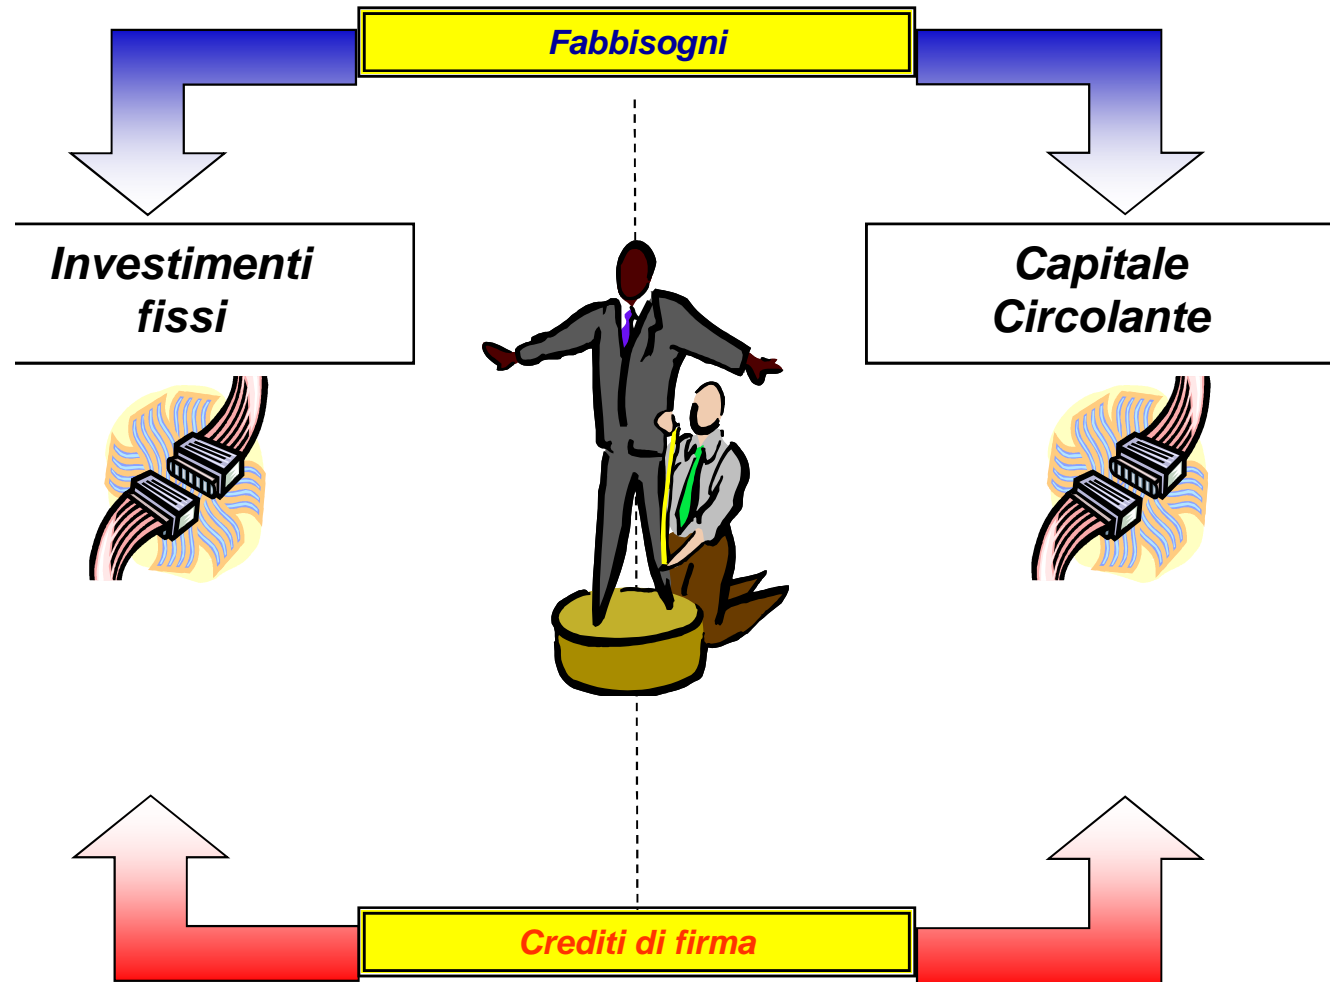 Fabbisogni
Investimenti
fissi
Capitale
Circolante
Crediti di firma